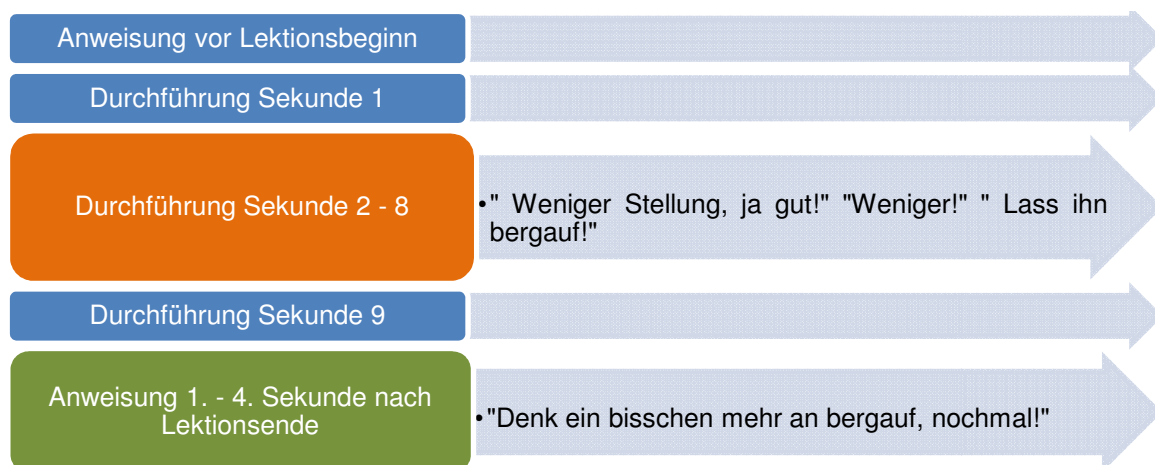 Anweisung vor Lektionsbeginn
Durchführung Sekunde 1
Durchführung Sekunde 2 - 8
•" Weniger Stellung, ja gut!" "Weniger!" " Lass ihn
bergauf!"
Durchführung Sekunde 9
Anweisung 1. - 4. Sekunde nach
Lektionsende
•"Denk ein bisschen mehr an bergauf, nochmal!"